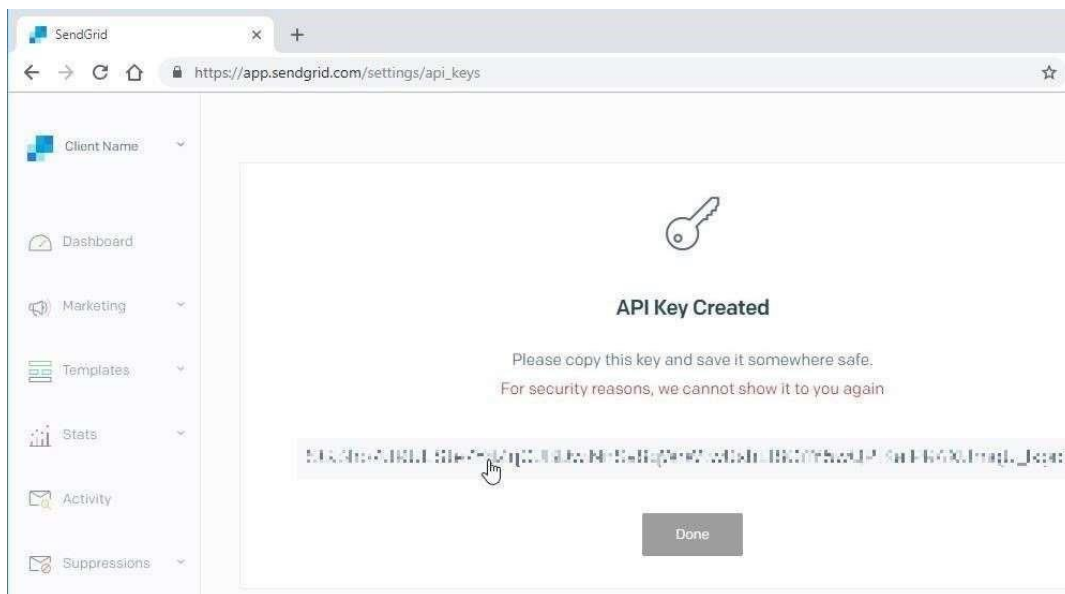 SendGrid
https://app.sendgrid.com/settings/api_keys
Client Name
Dashboard
Marketing
Templates
Stats
Activity
Suppressions
API Key Created
Please copy this key and save it somewhere safe.
For security reasons, we cannot show it to you again
Done